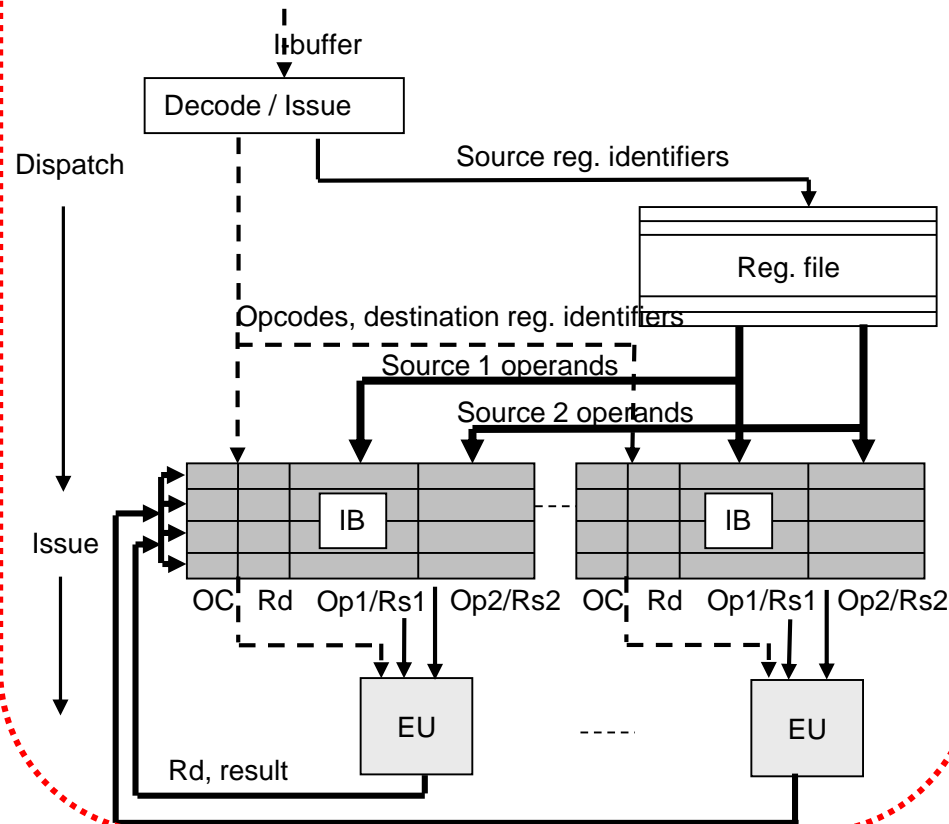 I-buffer
Decode / Issue
Dispatch
Source reg. identifiers
Reg. file
Opcodes, destination reg. identifiers
Source 1 operands
Source 2 operands
IB
IB
Issue
OC Rd Op1/Rs1 Op2/Rs2
OC Rd Op1/Rs1 Op2/Rs2
EU
EU
Rd, result